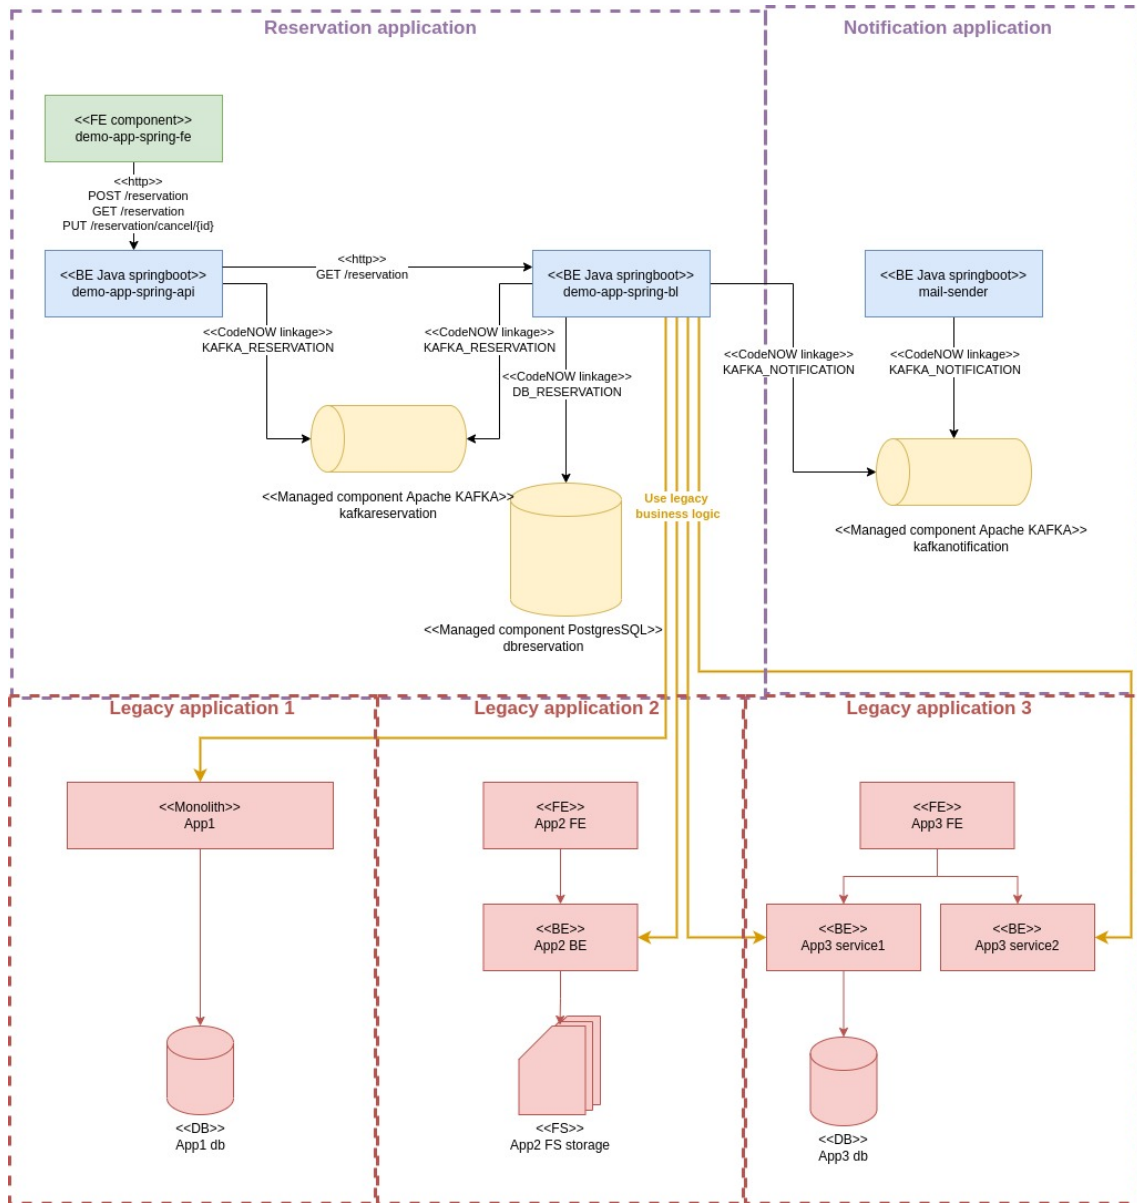 Reservation application
Notification application
<<FE component>>
demo-app-spring-fe
<<http>>
POST /reservation
GET /reservation
PUT /reservation/cancel/{id}
<<BE Java springboot>>
demo-app-spring-api
<<http>>
GET /reservation
<<BE Java springboot>>
demo-app-spring-bl
<<BE Java springboot>>
mail-sender
<<CodeNOW linkage>>
KAFKA_RESERVATION
<<CodeNOW linkage>>
KAFKA_RESERVATION
<<CodeNOW linkage>>
DB_RESERVATION
<<CodeNOW linkage>>
KAFKA_NOTIFICATION
<<CodeNOW linkage>>
KAFKA_NOTIFICATION
<<Managed component Apache KAFKA>>
kafkareservation
Use legacy
business logic
<<Managed component Apache KAFKA>>
kafkanotification
<<Managed component PostgresSQL>>
dbreservation
Legacy application 1
Legacy application 2
Legacy application 3
<<Monolith>>
App1
<<FE>>
App2 FE
<<FE>>
App3 FE
<<BE>>
App2 BE
<<BE>>
App3 service1
<<BE>>
App3 service2
<<DB>>
App1 db
<<FS>>
App2 FS storage
<<DB>>
App3 db